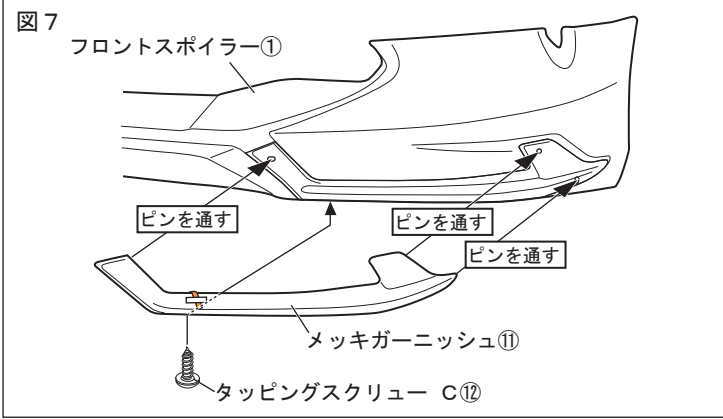 図７
フロントスポイラー①
ピンを通す
ピンを通す
ピンを通す
メッキガーニッシュ⑪
タッピングスクリュー C⑫